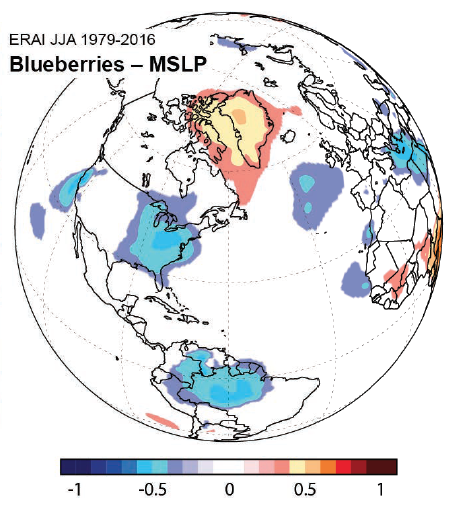 ERAI JJA 1979-2016
Blueberries – MSLP
-1 -0.5 0 0.5 1